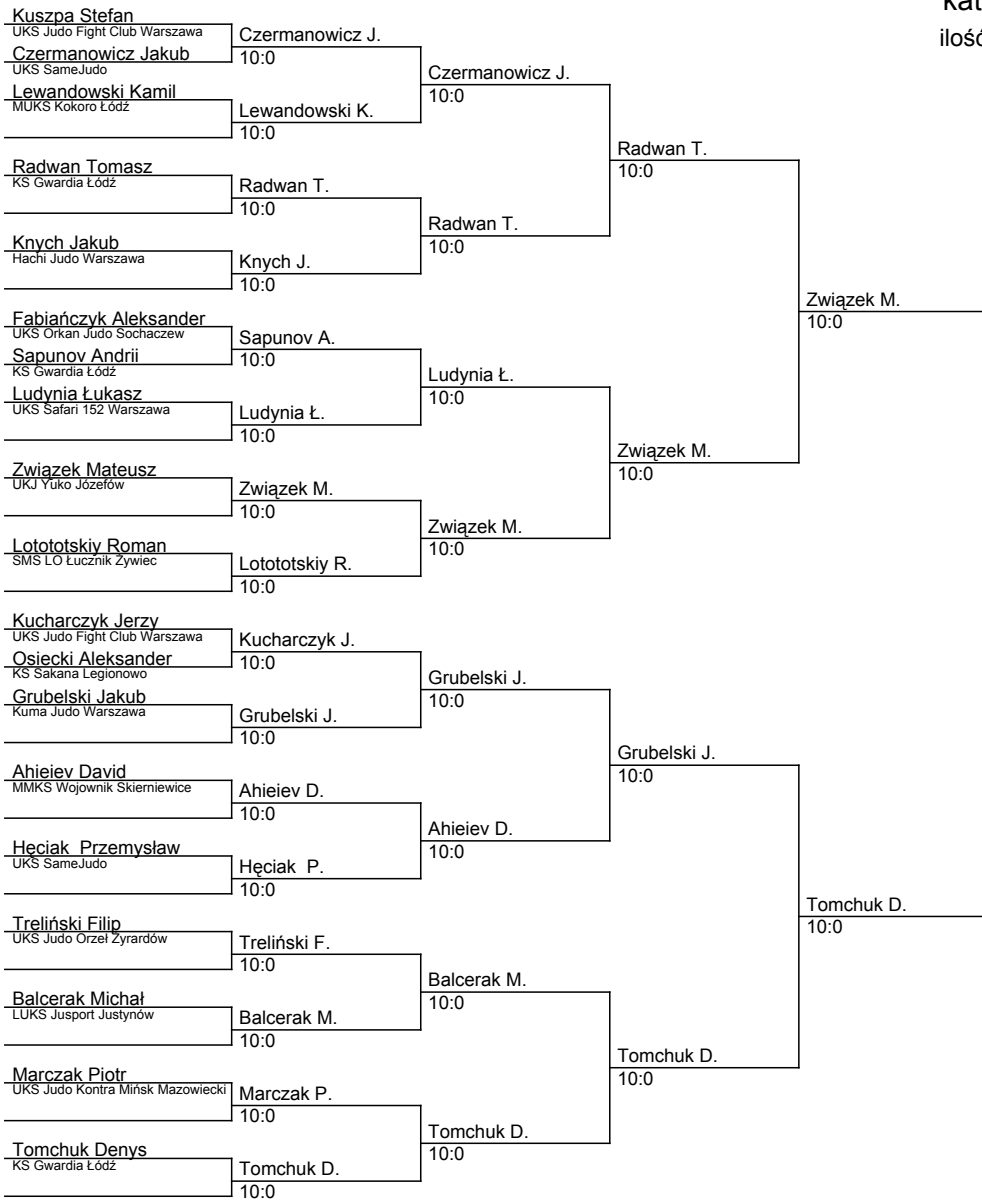 Kuszpa Stefan
UKS Judo Fight Club Warszawa
Czermanowicz Jakub
UKS SameJudo
Lewandowski Kamil
MUKS Kokoro Łódź
Radwan Tomasz
KS Gwardia Łódź
Knych Jakub
Hachi Judo Warszawa
Fabiańczyk Aleksander
UKS Orkan Judo Sochaczew
Sapunov Andrii
KS Gwardia Łódź
Ludynia Łukasz
UKS Safari 152 Warszawa
Związek Mateusz
UKJ Yuko Józefów
Lotototskiy Roman
SMS LO Łucznik Żywiec
Kucharczyk Jerzy
UKS Judo Fight Club Warszawa
Osiecki Aleksander
KS Sakana Legionowo
Grubelski Jakub
Kuma Judo Warszawa
Ahieiev David
MMKS Wojownik Skierniewice
Hęciak Przemysław
UKS SameJudo
Treliński Filip
UKS Judo Orzeł Żyrardów
Balcerak Michał
LUKS Jusport Justynów
Marczak Piotr
UKS Judo Kontra Mińsk Mazowiecki
Tomchuk Denys
KS Gwardia Łódź
Czermanowicz J.
10:0
Lewandowski K.
10:0
Radwan T.
10:0
Knych J.
10:0
Sapunov A.
10:0
Ludynia Ł.
10:0
Związek M.
10:0
Lotototskiy R.
10:0
Kucharczyk J.
10:0
Grubelski J.
10:0
Ahieiev D.
10:0
Hęciak P.
10:0
Treliński F.
10:0
Balcerak M.
10:0
Marczak P.
10:0
Tomchuk D.
10:0
Czermanowicz J.
10:0
Radwan T.
10:0
Ludynia Ł.
10:0
Związek M.
10:0
Grubelski J.
10:0
Ahieiev D.
10:0
Balcerak M.
10:0
Tomchuk D.
10:0
Radwan T.
10:0
Związek M.
10:0
Grubelski J.
10:0
Tomchuk D.
10:0
Związek M.
10:0
Tomchuk D.
10:0
kat